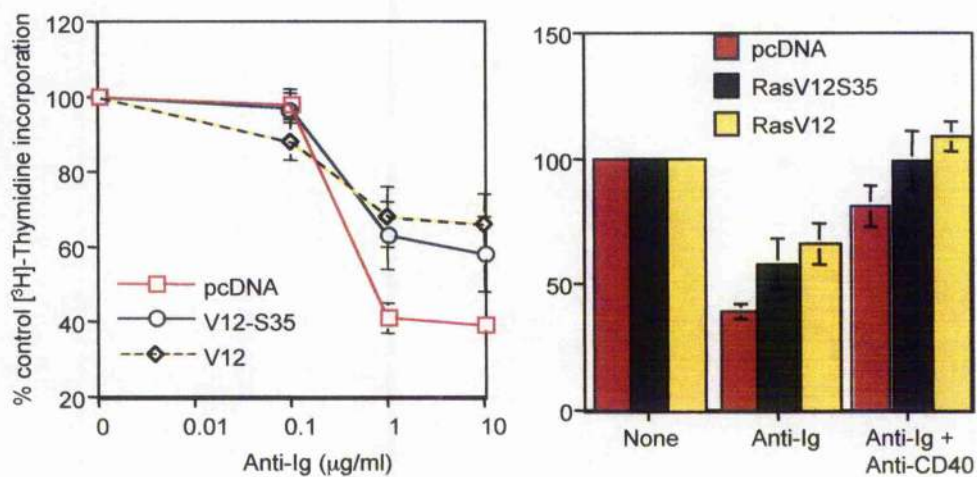 % control [³H]-Thymidine incorporation
120
100
80
60
40
20
0
0.01
0.1
1
10
Anti-Ig (µg/ml)
pcDNA
V12-S35
V12
150
100
50
0
pcDNA
RasV12S35
RasV12
None
Anti-Ig
Anti-Ig +
Anti-CD40